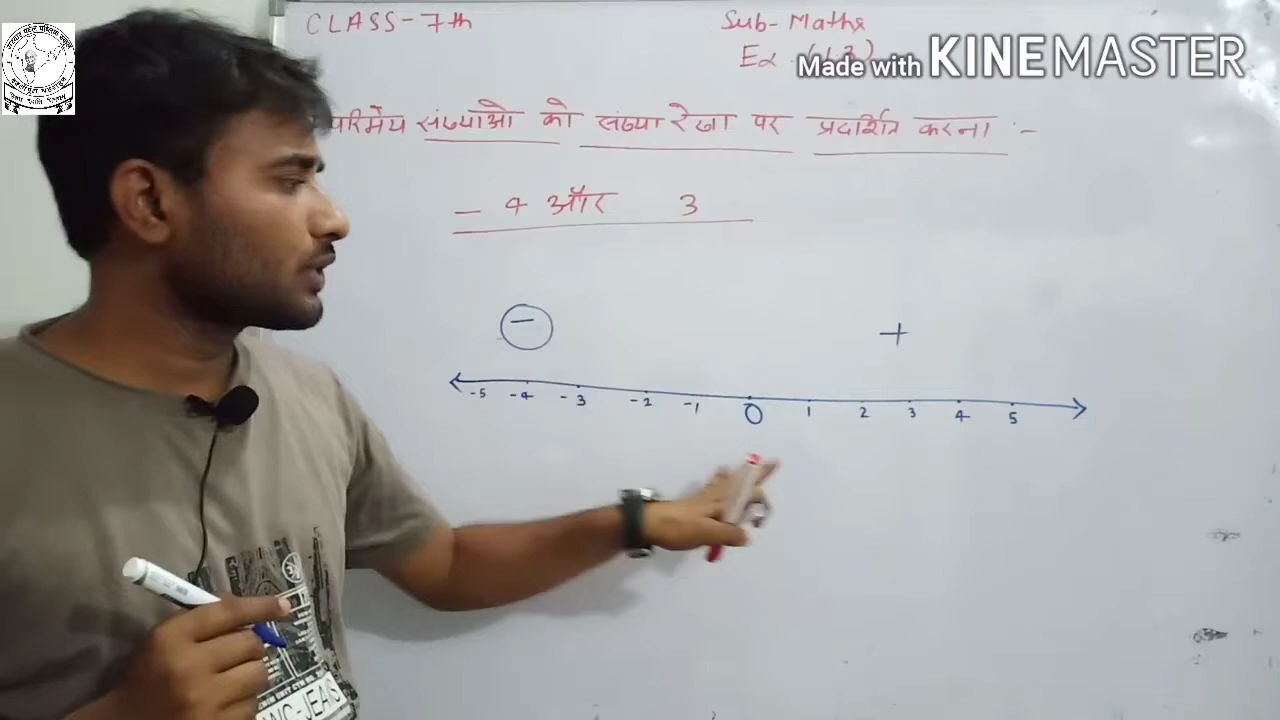 CLASS-7th
Sub-Maths
Ex
Made with KINEMASTER
परिमेय संख्याओ को संख्या रेखा पर प्रदर्शित करना :-
- 4 और 3
- +
-5 -4 -3 -2 -1 0 1 2 3 4 5